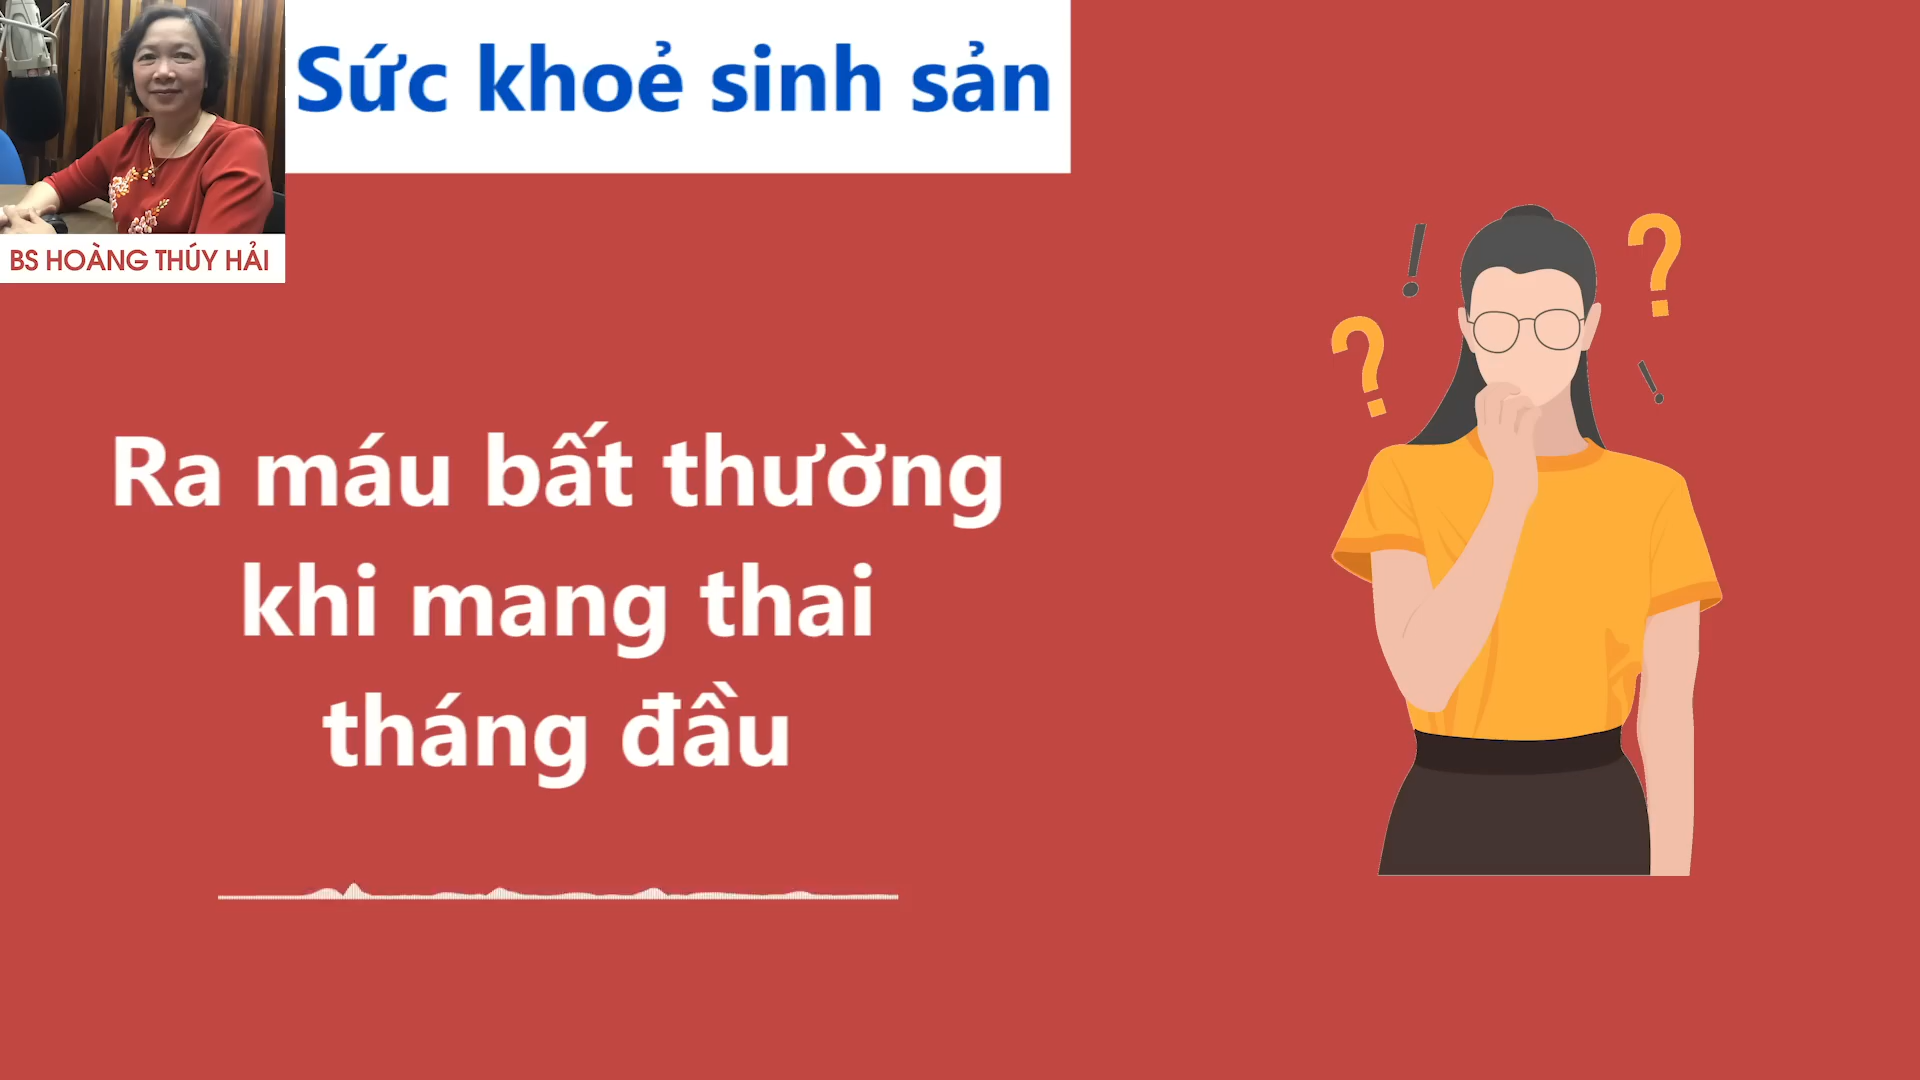 Sức khoẻ sinh sản
BS HOÀNG THÚY HẢI
Ra máu bất thường
khi mang thai
tháng đầu